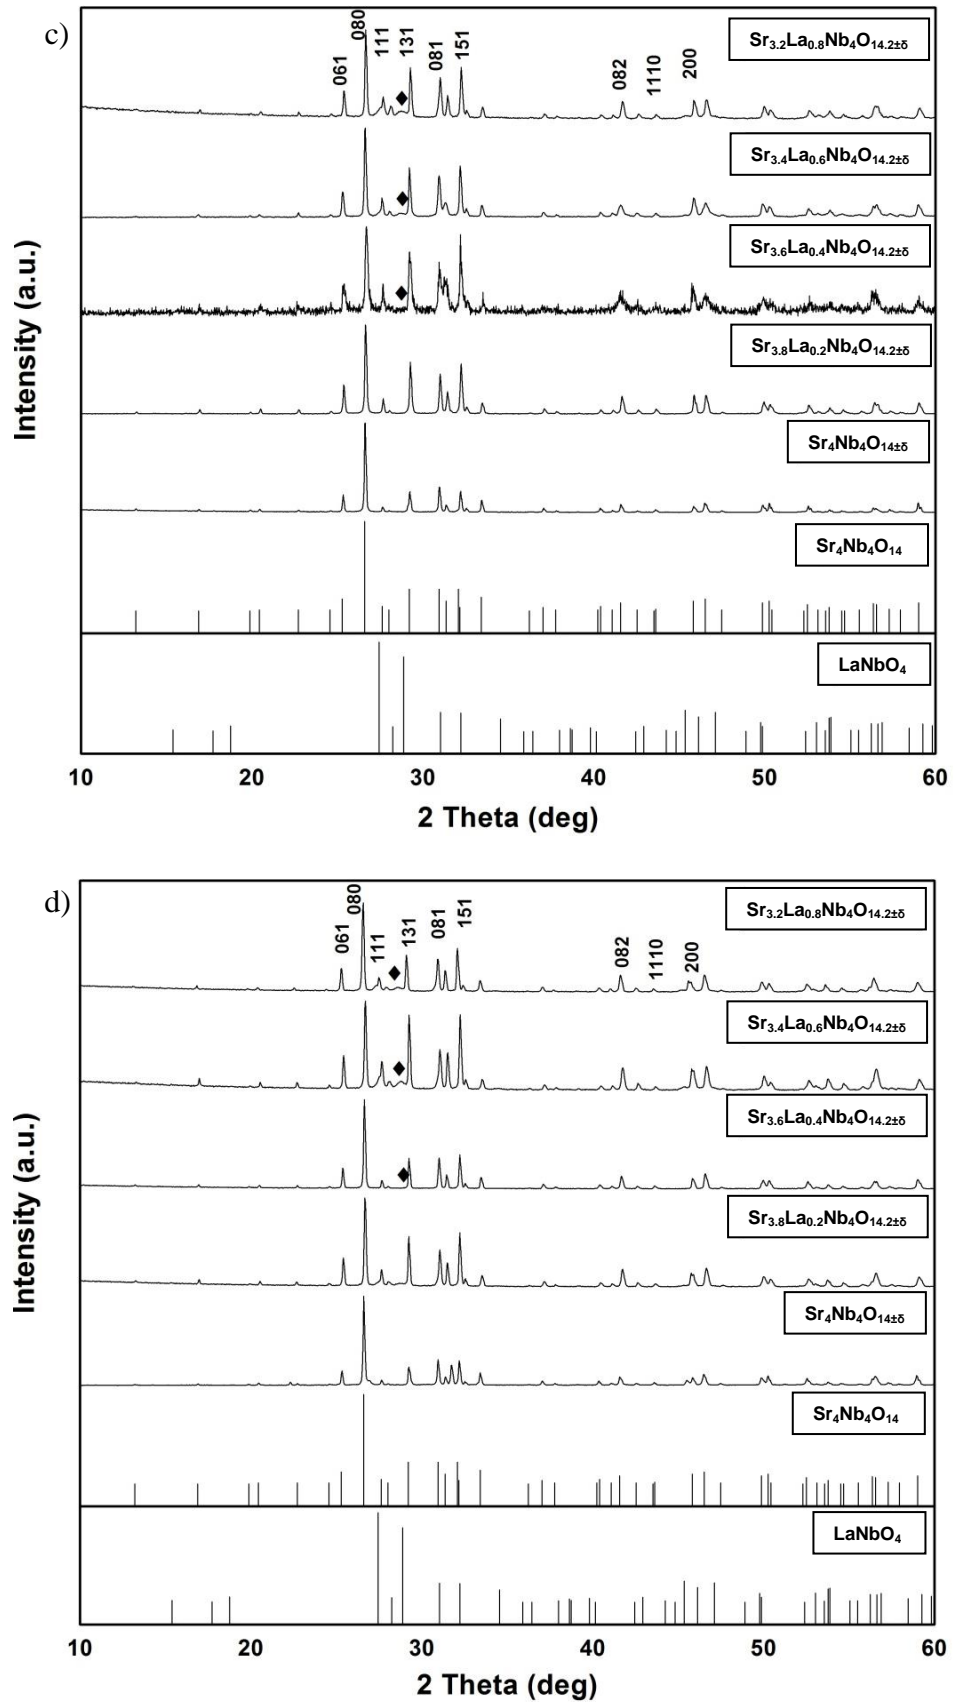 c)
061 080 111 131 081 151 082 1110 200
Sr3.2La0.8Nb4O14.2±δ
Sr3.4La0.6Nb4O14.2±δ
Sr3.6La0.4Nb4O14.2±δ
Sr3.8La0.2Nb4O14.2±δ
Sr4Nb4O14±δ
Sr4Nb4O14
LaNbO4
Intensity (a.u.)
10 20 30 40 50 60
2 Theta (deg)
d)
061 080 111 131 081 151 082 1110 200
Sr3.2La0.8Nb4O14.2±δ
Sr3.4La0.6Nb4O14.2±δ
Sr3.6La0.4Nb4O14.2±δ
Sr3.8La0.2Nb4O14.2±δ
Sr4Nb4O14±δ
Sr4Nb4O14
LaNbO4
Intensity (a.u.)
10 20 30 40 50 60
2 Theta (deg)